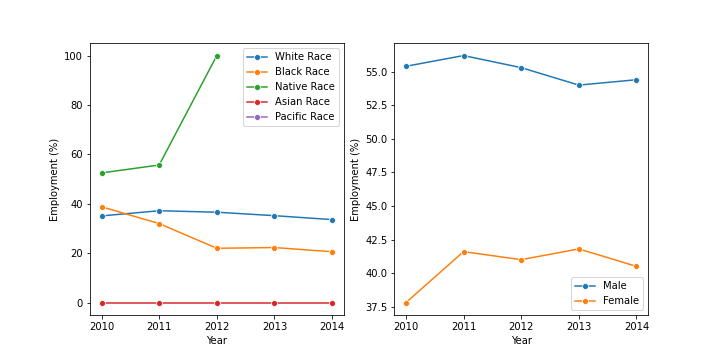 100
80
60
40
20
0
Employment (%)
2010 2011 2012 2013 2014
Year
White Race
Black Race
Native Race
Asian Race
Pacific Race
55.0
52.5
50.0
47.5
45.0
42.5
40.0
37.5
Employment (%)
2010 2011 2012 2013 2014
Year
Male
Female